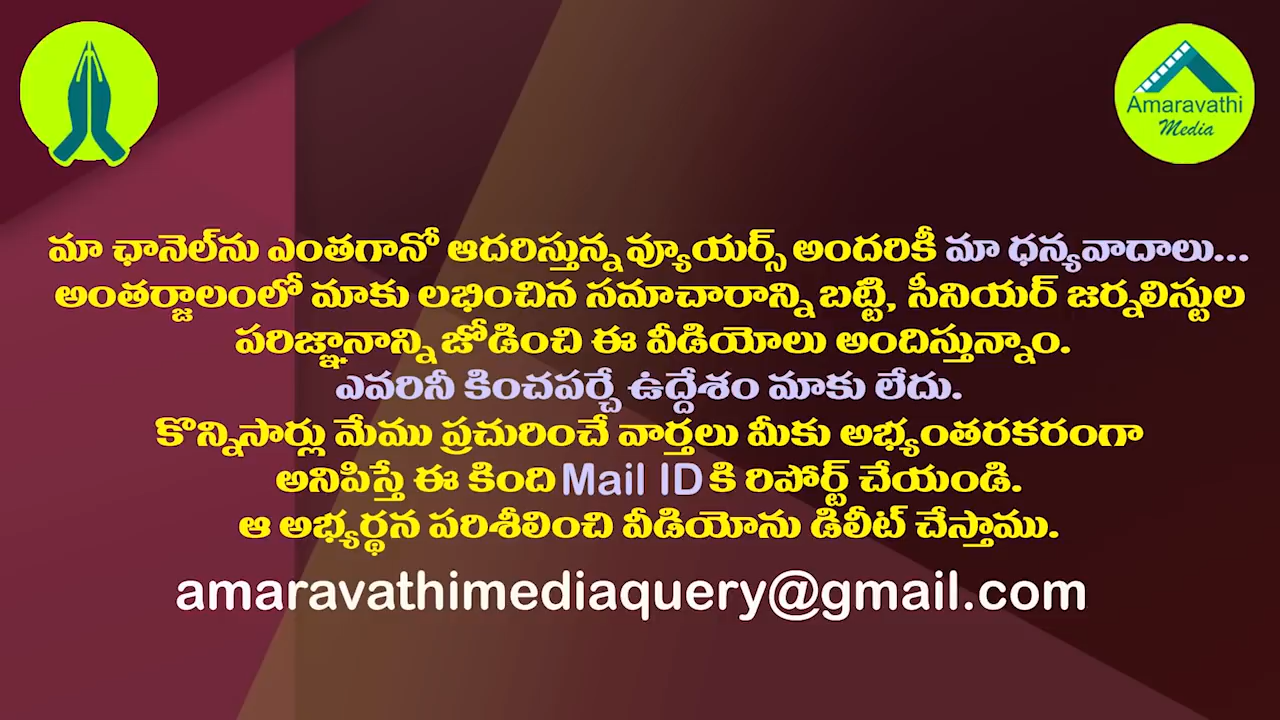 Amaravathi
Media
మా ఛానెల్‌ను ఎంతగానో ఆదరిస్తున్న వ్యూయర్స్ అందరికీ మా ధన్యవాదాలు...
అంతర్జాలంలో మాకు లభించిన సమాచారాన్ని బట్టి, సీనియర్ జర్నలిస్టుల
పరిజ్ఞానాన్ని జోడించి ఈ వీడియోలు అందిస్తున్నాం.
ఎవరినీ కించపర్చే ఉద్దేశం మాకు లేదు.
కొన్నిసార్లు మేము ప్రచురించే వార్తలు మీకు అభ్యంతరకరంగా
అనిపిస్తే ఈ కింది Mail ID కి రిపోర్ట్ చేయండి.
ఆ అభ్యర్థన పరిశీలించి వీడియోను డిలీట్ చేస్తాము.
amaravathimediaquery@gmail.com